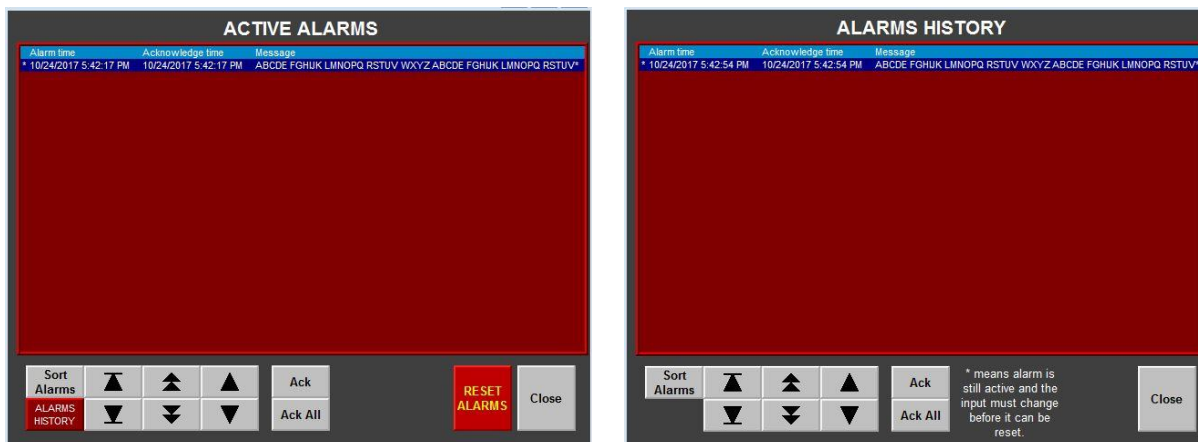 ACTIVE ALARMS
Alarm time Acknowledge time Message
* 10/24/2017 5:42:17 PM 10/24/2017 5:42:17 PM ABCDE FGHIJK LMNOPQ RSTUV WXYZ ABCDE FGHIJK LMNOPQ RSTUV*
Sort
Alarms
ALARMS
HISTORY
Ack
Ack All
RESET
ALARMS
Close
ALARMS HISTORY
Alarm time Acknowledge time Message
* 10/24/2017 5:42:54 PM 10/24/2017 5:42:54 PM ABCDE FGHIJK LMNOPQ RSTUV WXYZ ABCDE FGHIJK LMNOPQ RSTUV*
Sort
Alarms
Ack
Ack All
* means alarm is
still active and the
input must change
before it can be
reset.
Close